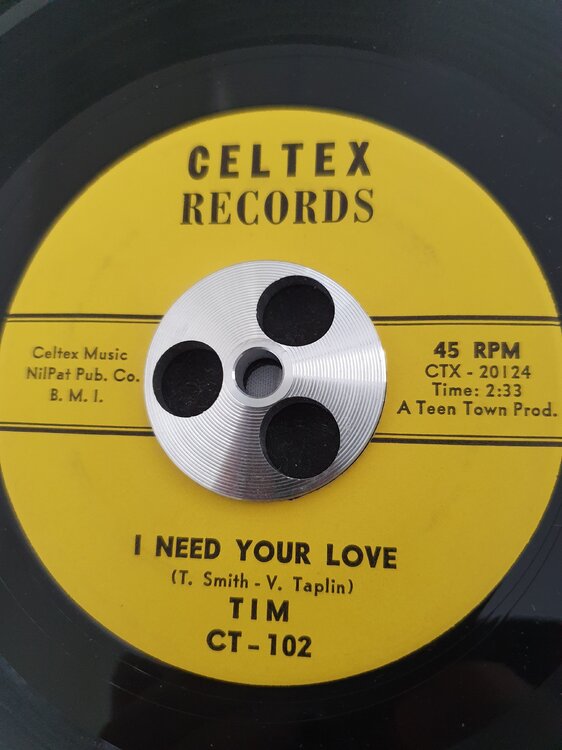 CELTEX
RECORDS
Celtex Music
NilPat Pub. Co.
B. M. I.
45 RPM
CTX - 20124
Time: 2:33
A Teen Town Prod.
I NEED YOUR LOVE
(T. Smith - V. Taplin)
TIM
CT - 102